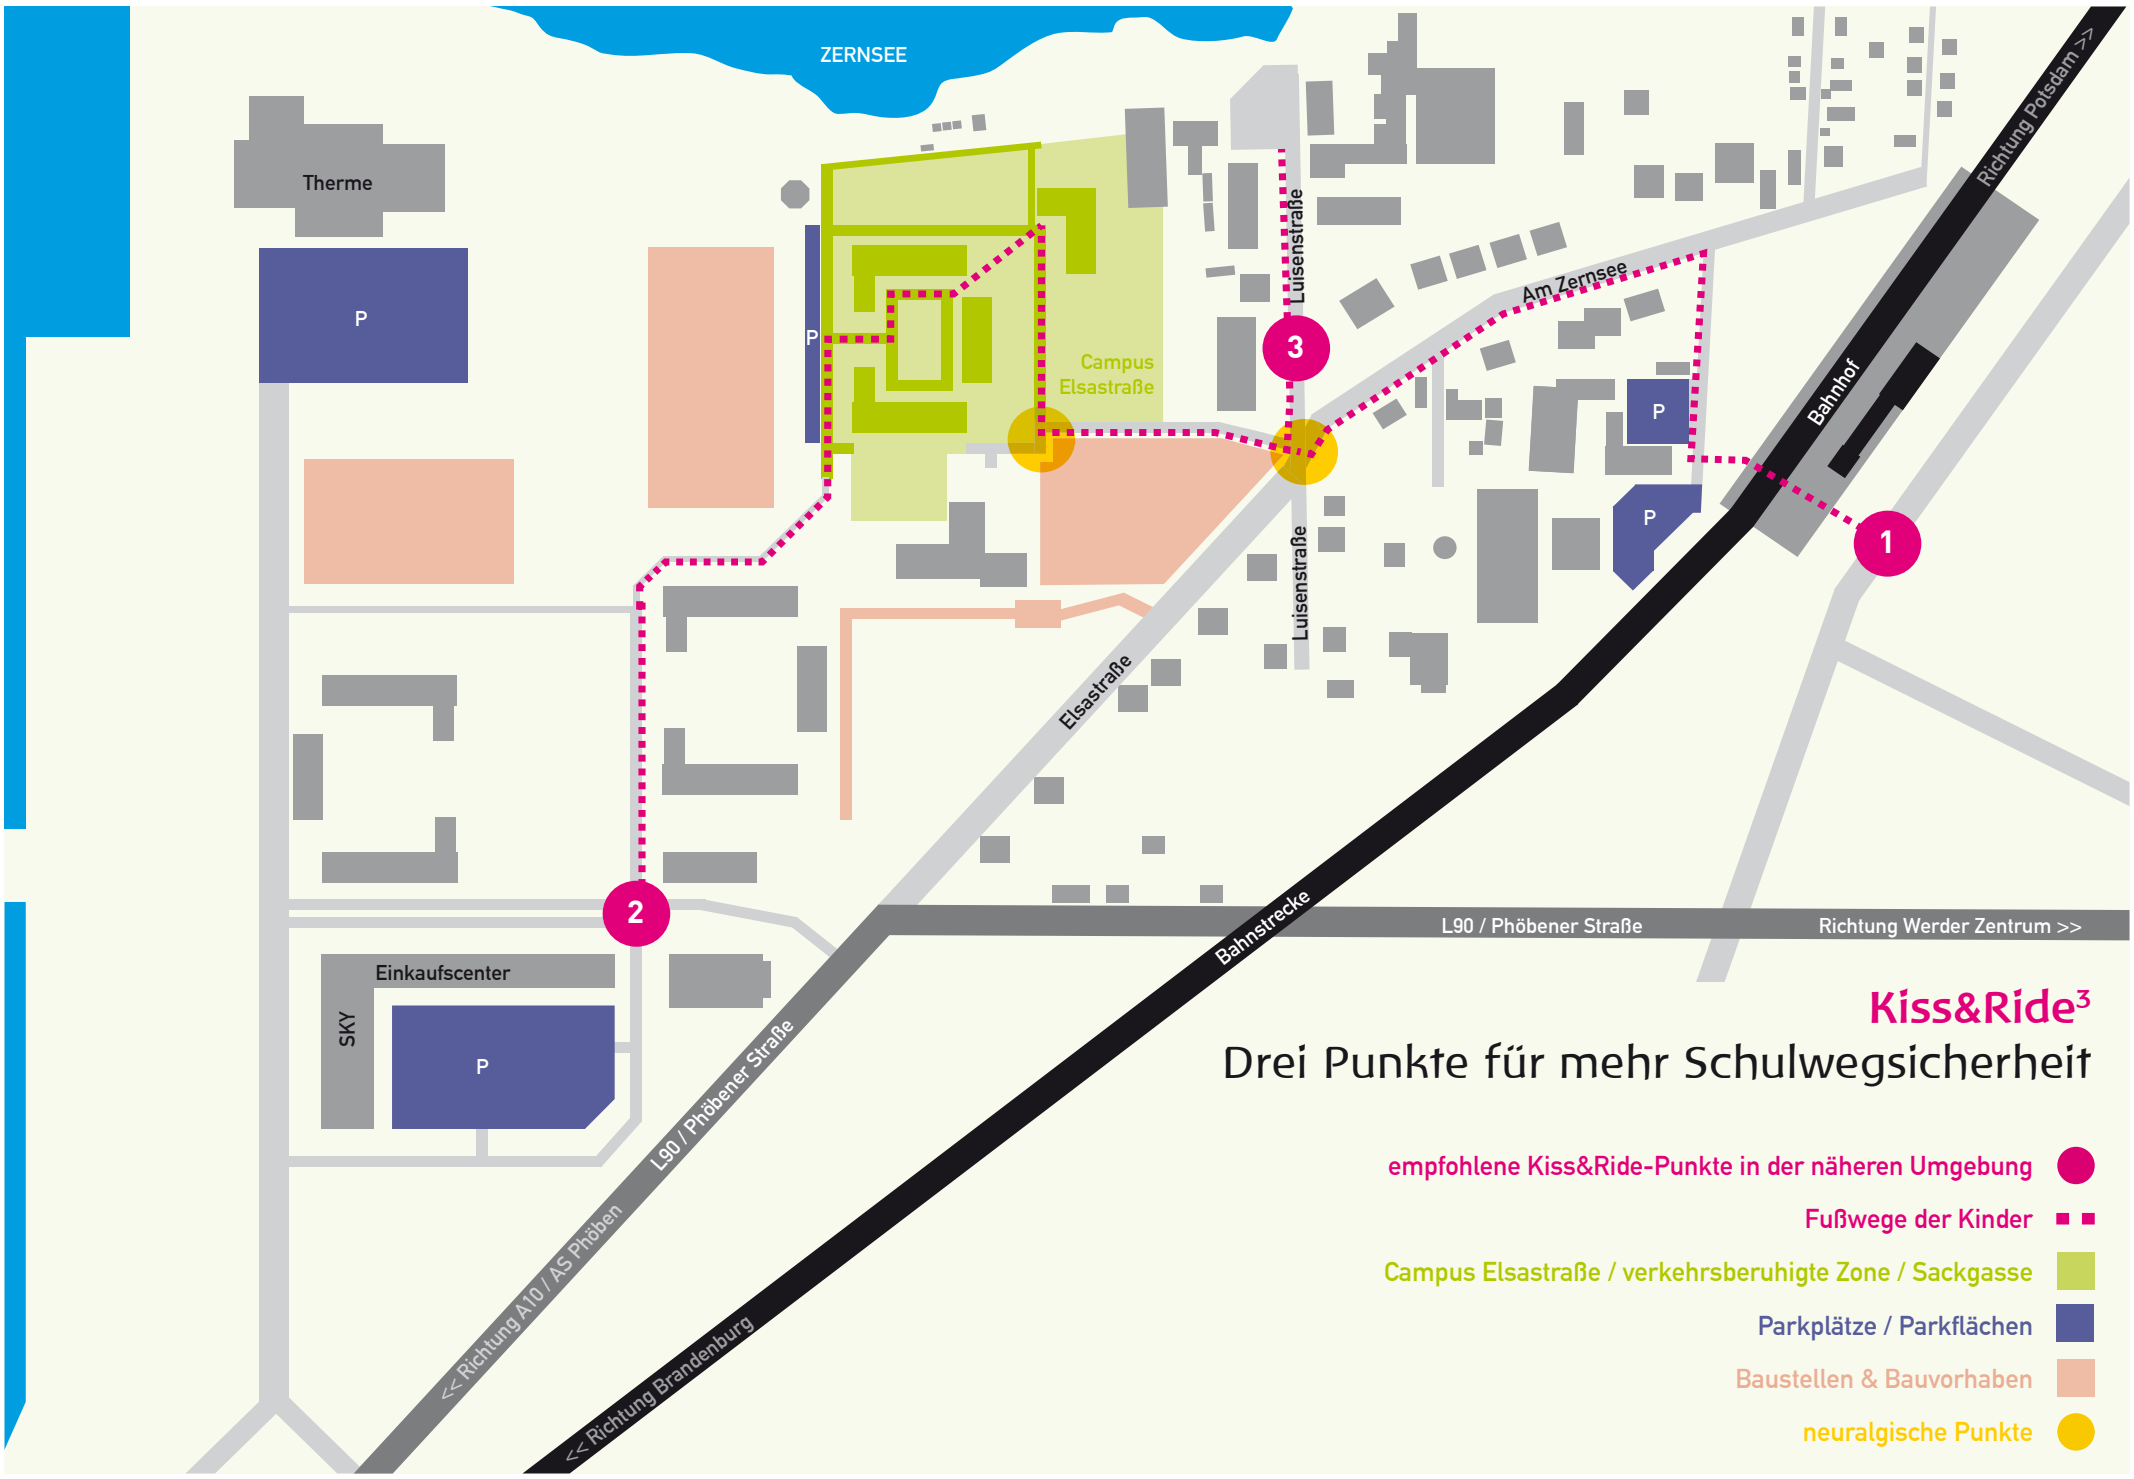 ZERNSEE
Richtung Potsdam >>
Therme
P
P
Luisenstraße
Am Zernsee
3
Campus
Elsastraße
P
Bahnhof
P
1
Luisenstraße
Elsastraße
2
Bahnstrecke
L90 / Phöbener Straße
Richtung Werder Zentrum >>
Einkaufscenter
SKY
P
L90 / Phöbener Straße
<< Richtung A10 / AS Phöben
<< Richtung Brandenburg
Kiss&Ride³
Drei Punkte für mehr Schulwegsicherheit
empfohlene Kiss&Ride-Punkte in der näheren Umgebung
Fußwege der Kinder
Campus Elsastraße / verkehrsberuhigte Zone / Sackgasse
Parkplätze / Parkflächen
Baustellen & Bauvorhaben
neuralgische Punkte